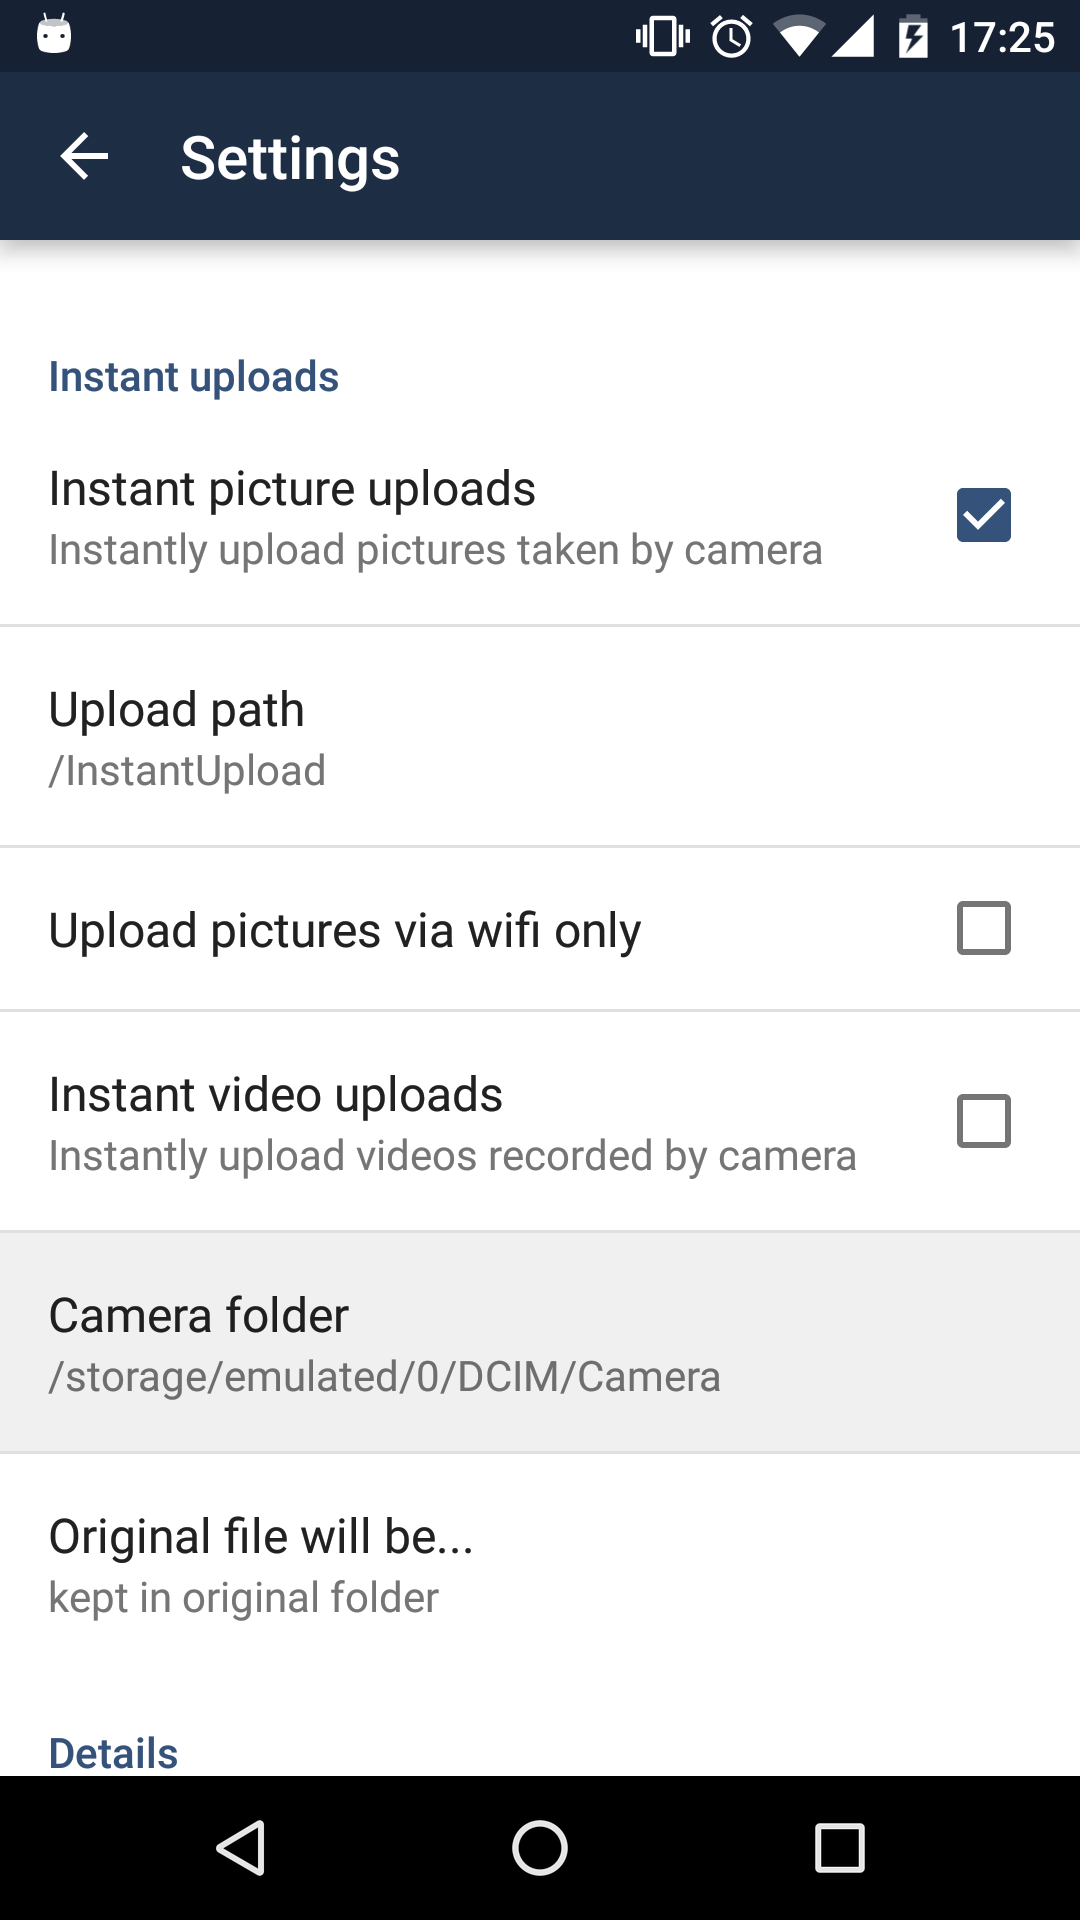 17:25
Settings
Instant uploads
Instant picture uploads
Instantly upload pictures taken by camera
Upload path
/InstantUpload
Upload pictures via wifi only
Instant video uploads
Instantly upload videos recorded by camera
Camera folder
/storage/emulated/0/DCIM/Camera
Original file will be...
kept in original folder
Details